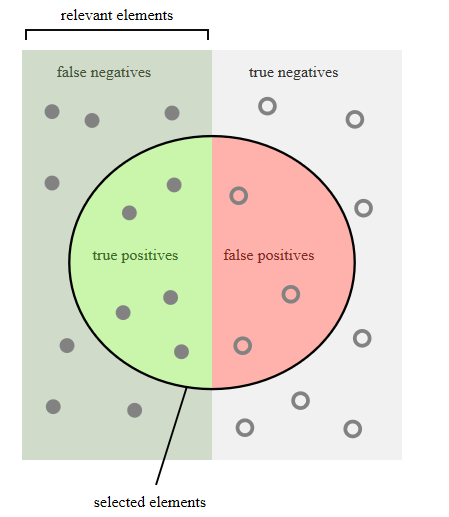 relevant elements
false negatives
true negatives
true positives
false positives
selected elements